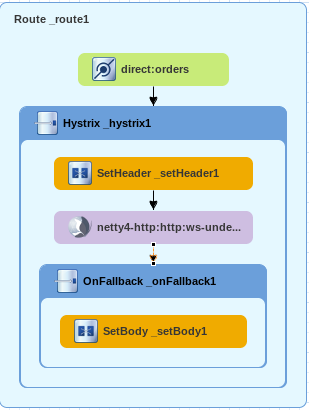 Route _route1
direct:orders
Hystrix _hystrix1
SetHeader _setHeader1
netty4-http:http:ws-unde...
OnFallback _onFallback1
SetBody _setBody1